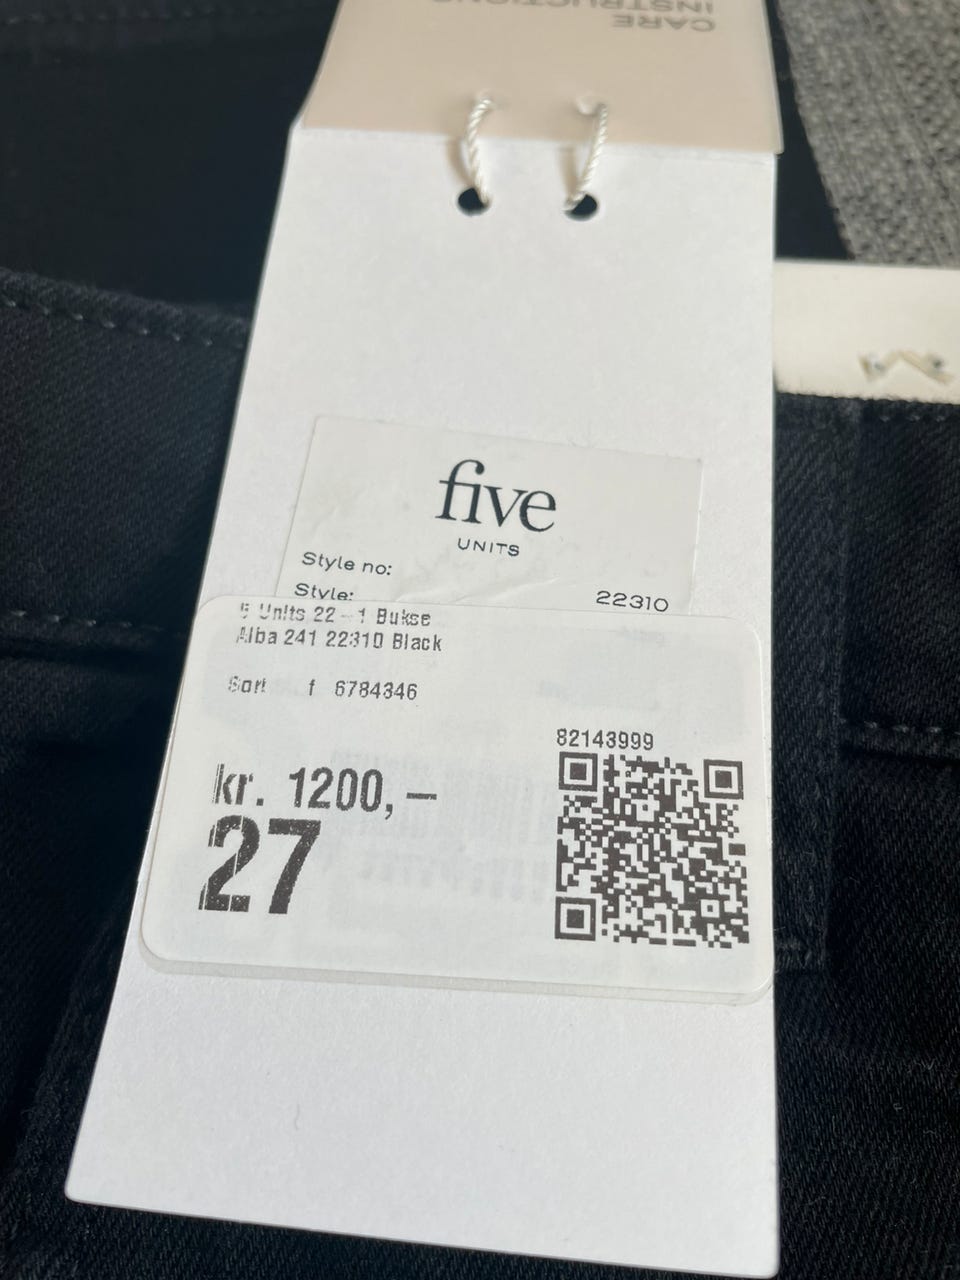 CARE
INSTRUCTIONS
five
UNITS
Style no:
Style: 22310
5 Units 22-1 Bukse
Alba 241 22310 Black
Sort f 6784346
82143999
kr. 1200,-
27